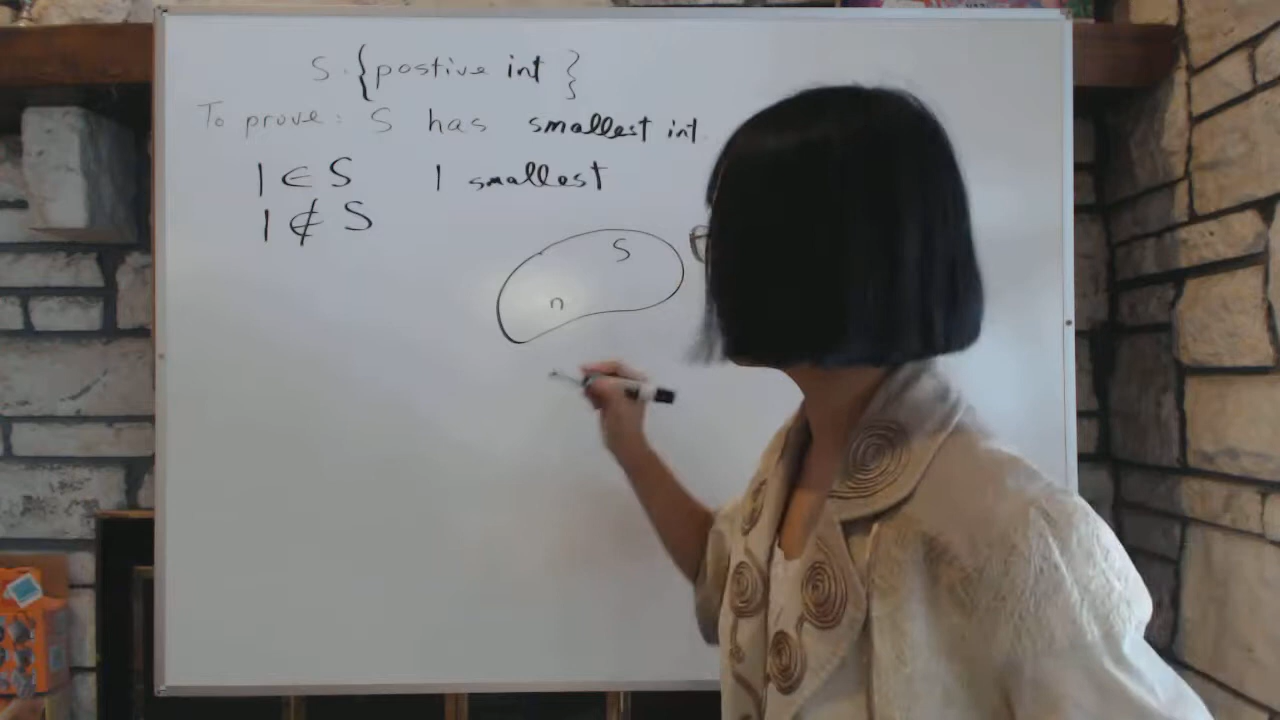 S. {postive int }
To prove: S has smallest int.
1 ∈ S 1 smallest
1 ∉ S
S
n